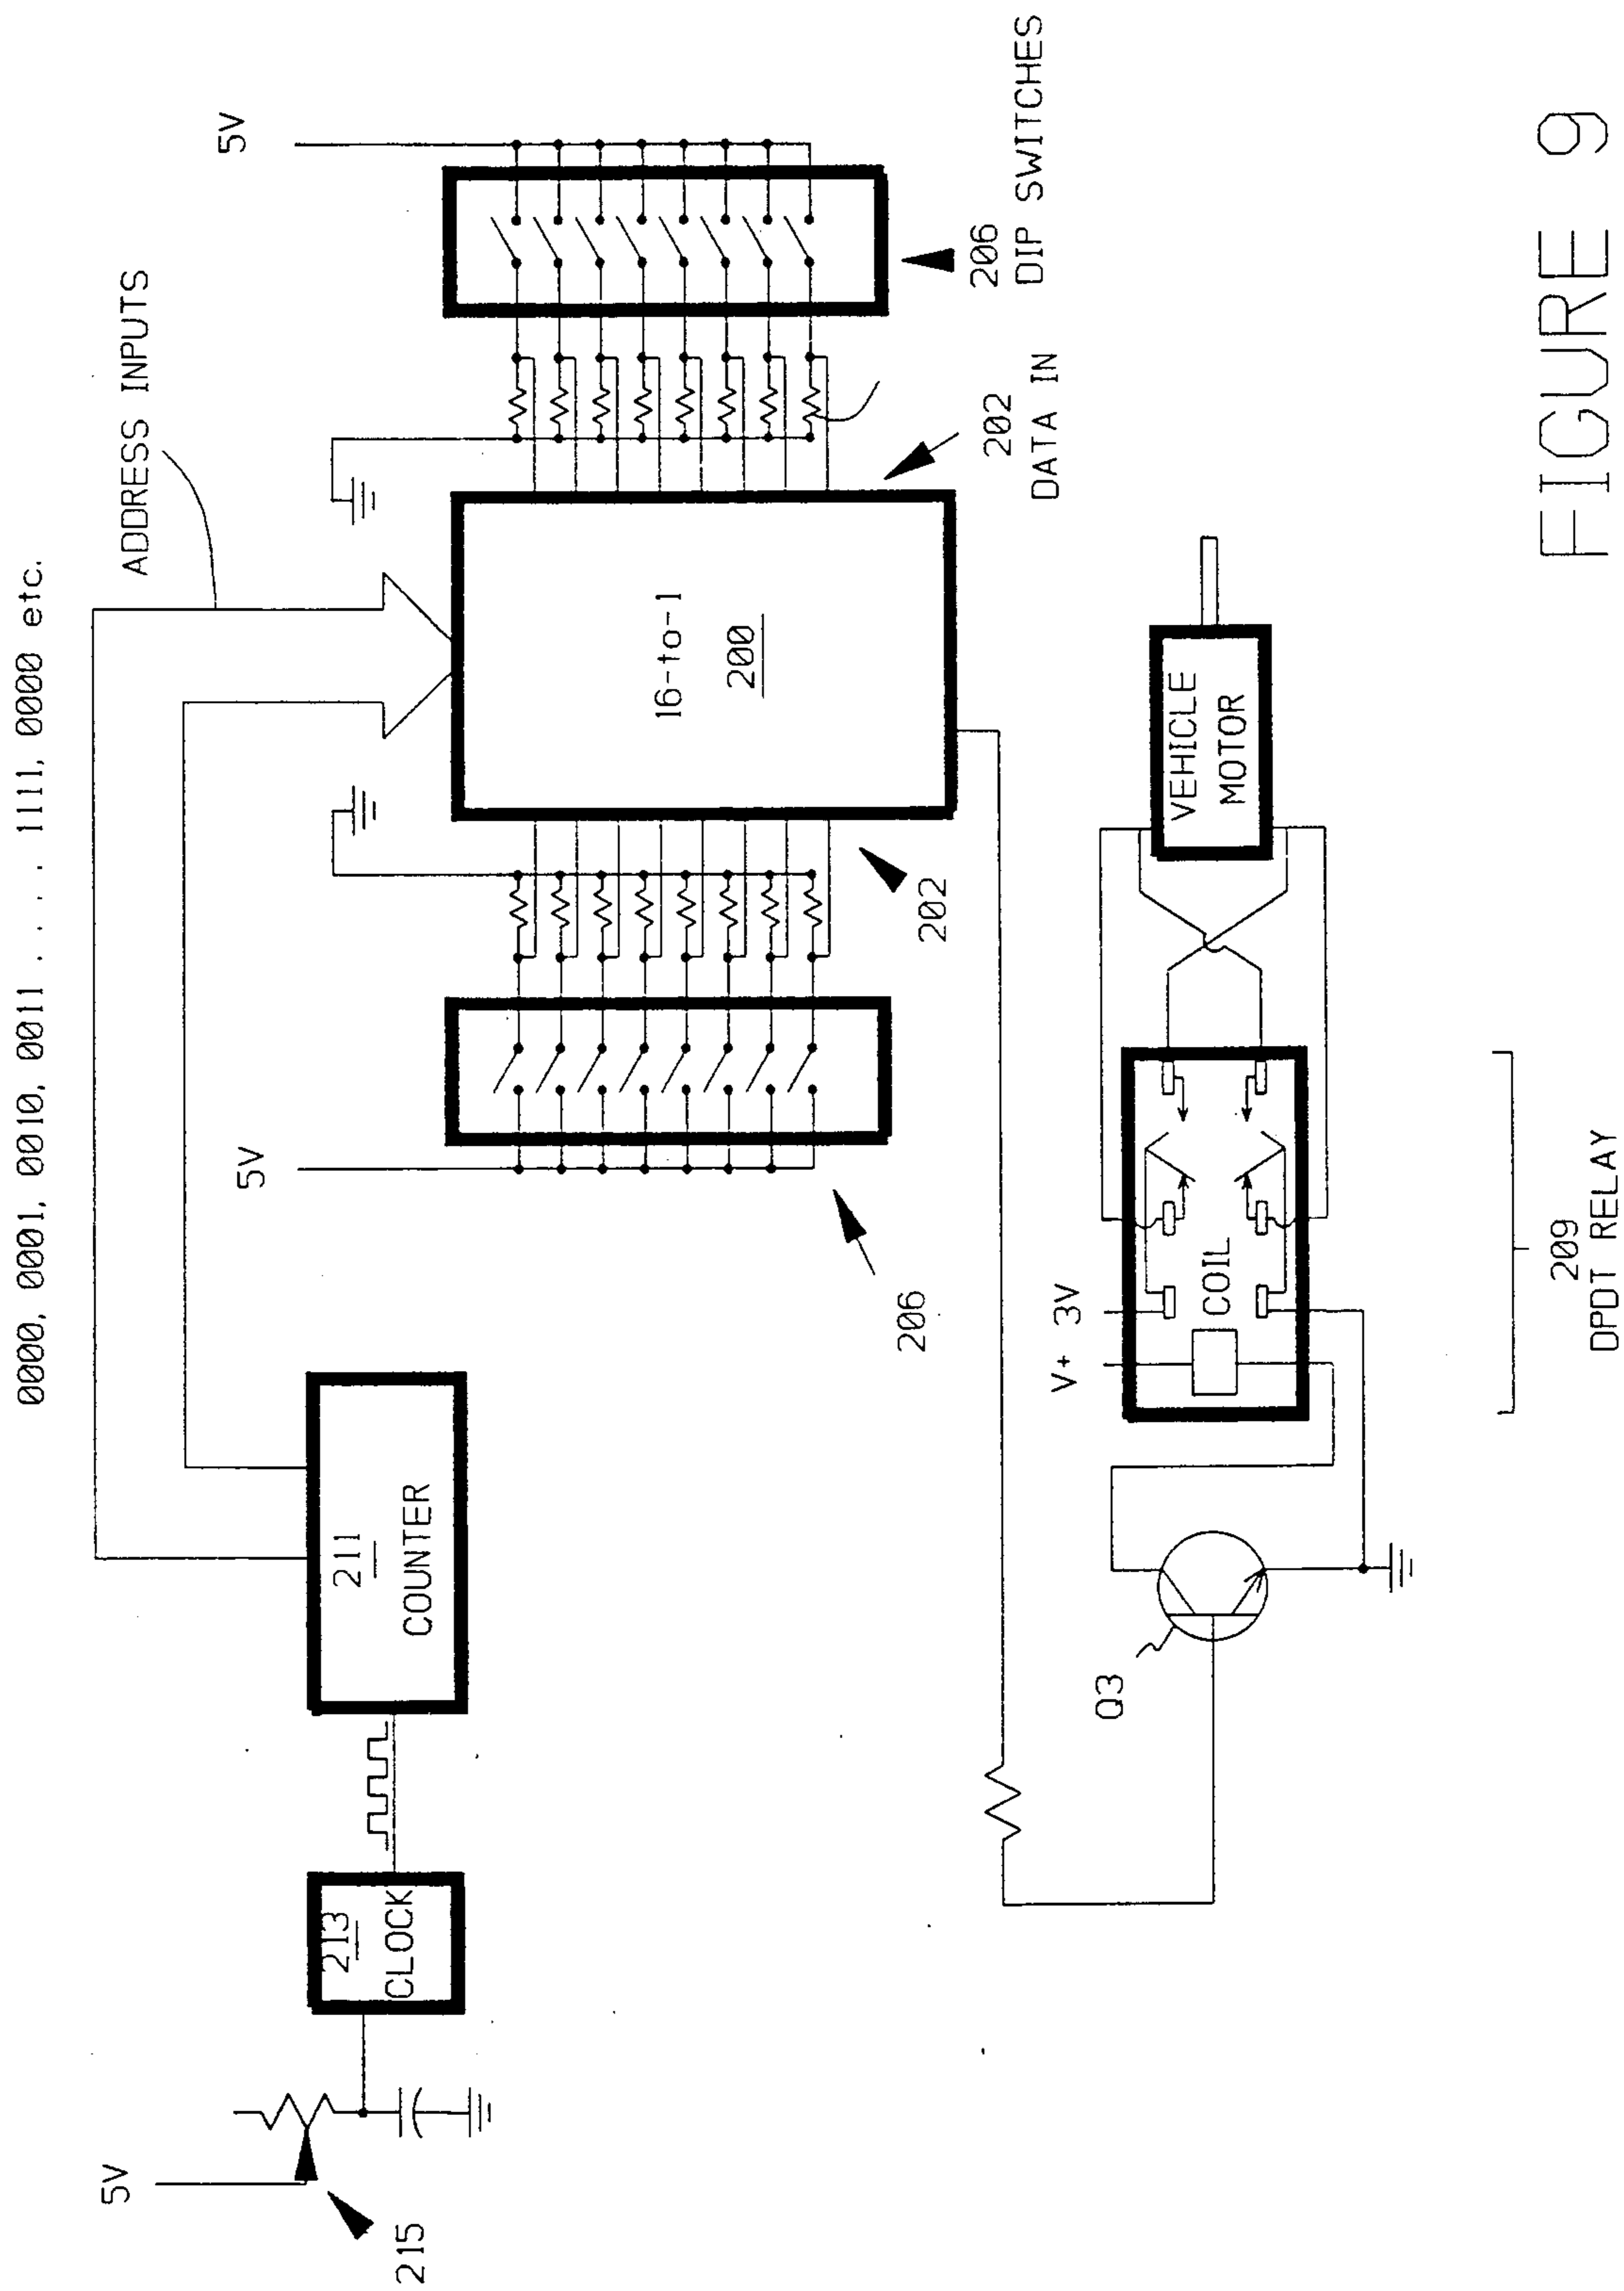 0000, 0001, 0010, 0011 . . . . 1111, 0000 etc.
ADDRESS INPUTS
5V
5V
5V
215
213
CLOCK
211
COUNTER
16-to-1
200
206
206
DIP SWITCHES
202
202
DATA IN
V+ 3V
COIL
VEHICLE
MOTOR
Q3
209
DPDT RELAY
FIGURE 9